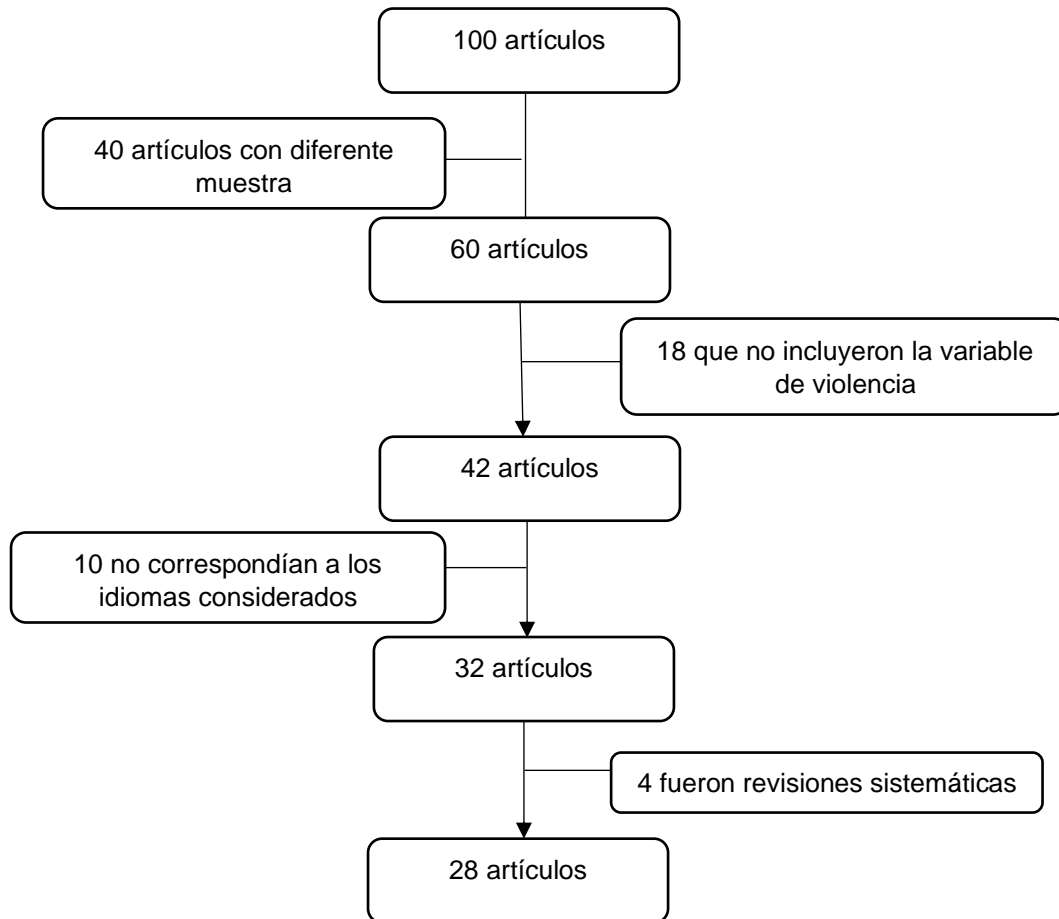 100 artículos
40 artículos con diferente
muestra
60 artículos
18 que no incluyeron la variable
de violencia
42 artículos
10 no correspondían a los
idiomas considerados
32 artículos
4 fueron revisiones sistemáticas
28 artículos